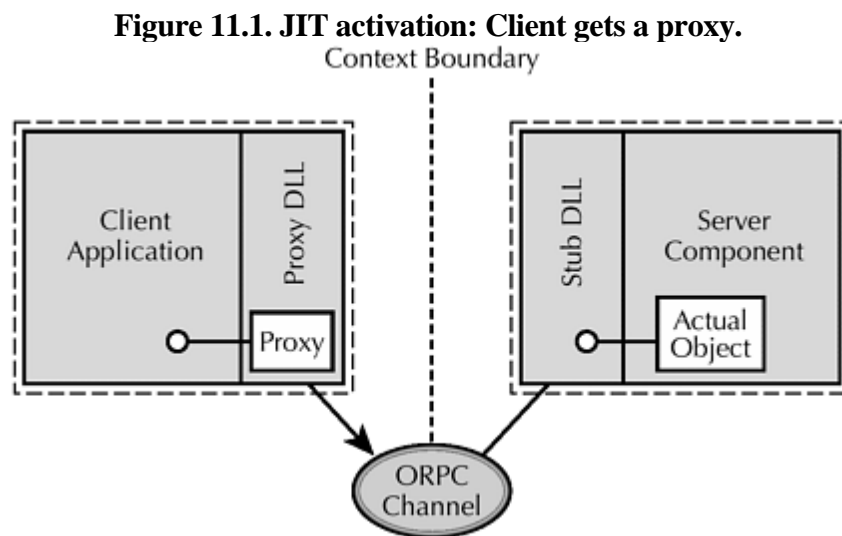 Figure 11.1. JIT activation: Client gets a proxy.
Context Boundary
Client
Application
Proxy DLL
Proxy
Stub DLL
Server
Component
Actual
Object
ORPC
Channel